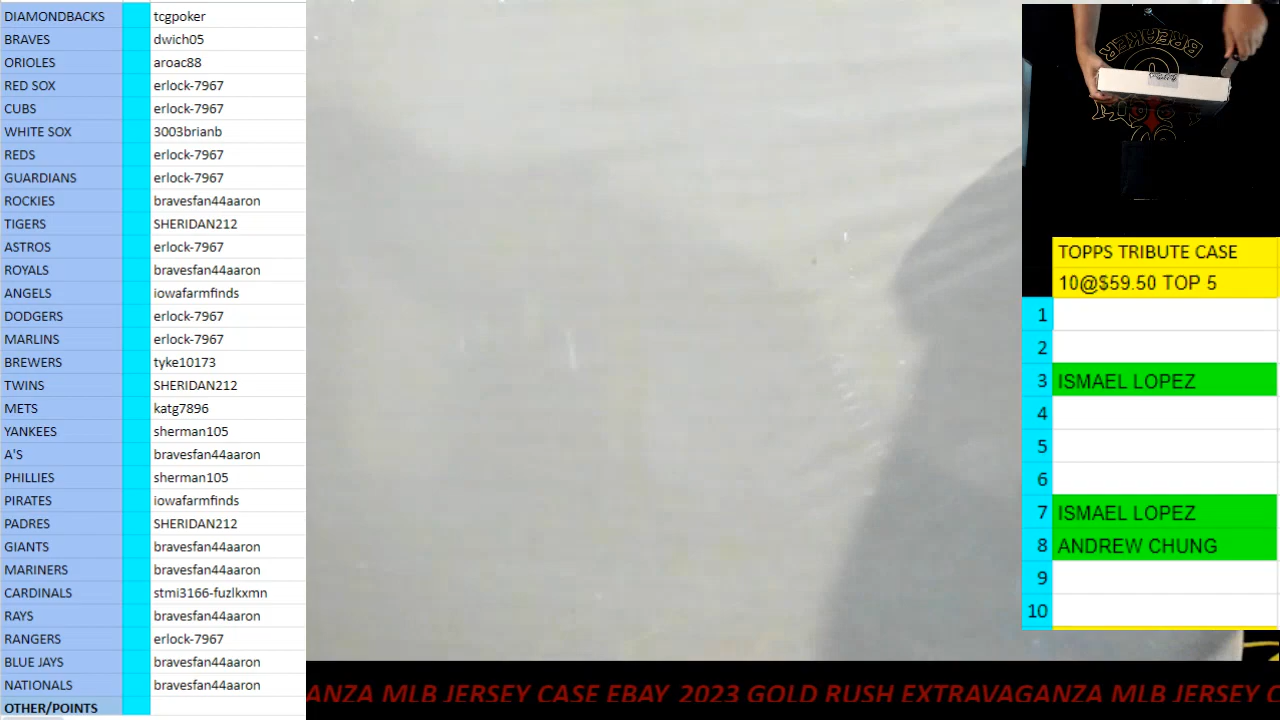 DIAMONDBACKS tcgpoker
BRAVES dwich05
ORIOLES aroac88
RED SOX erlock-7967
CUBS erlock-7967
WHITE SOX 3003brianb
REDS erlock-7967
GUARDIANS erlock-7967
ROCKIES bravesfan44aaron
TIGERS SHERIDAN212
ASTROS erlock-7967
ROYALS bravesfan44aaron
ANGELS iowafarmfinds
DODGERS erlock-7967
MARLINS erlock-7967
BREWERS tyke10173
TWINS SHERIDAN212
METS katg7896
YANKEES sherman105
A'S bravesfan44aaron
PHILLIES sherman105
PIRATES iowafarmfinds
PADRES SHERIDAN212
GIANTS bravesfan44aaron
MARINERS bravesfan44aaron
CARDINALS stmi3166-fuzlkxmn
RAYS bravesfan44aaron
RANGERS erlock-7967
BLUE JAYS bravesfan44aaron
NATIONALS bravesfan44aaron
OTHER/POINTS
BREAKER
TOPPS TRIBUTE CASE
10@$59.50 TOP 5
1
2
3 ISMAEL LOPEZ
4
5
6
7 ISMAEL LOPEZ
8 ANDREW CHUNG
9
10
ANZA MLB JERSEY CASE EBAY 2023 GOLD RUSH EXTRAVAGANZA MLB JERSEY C